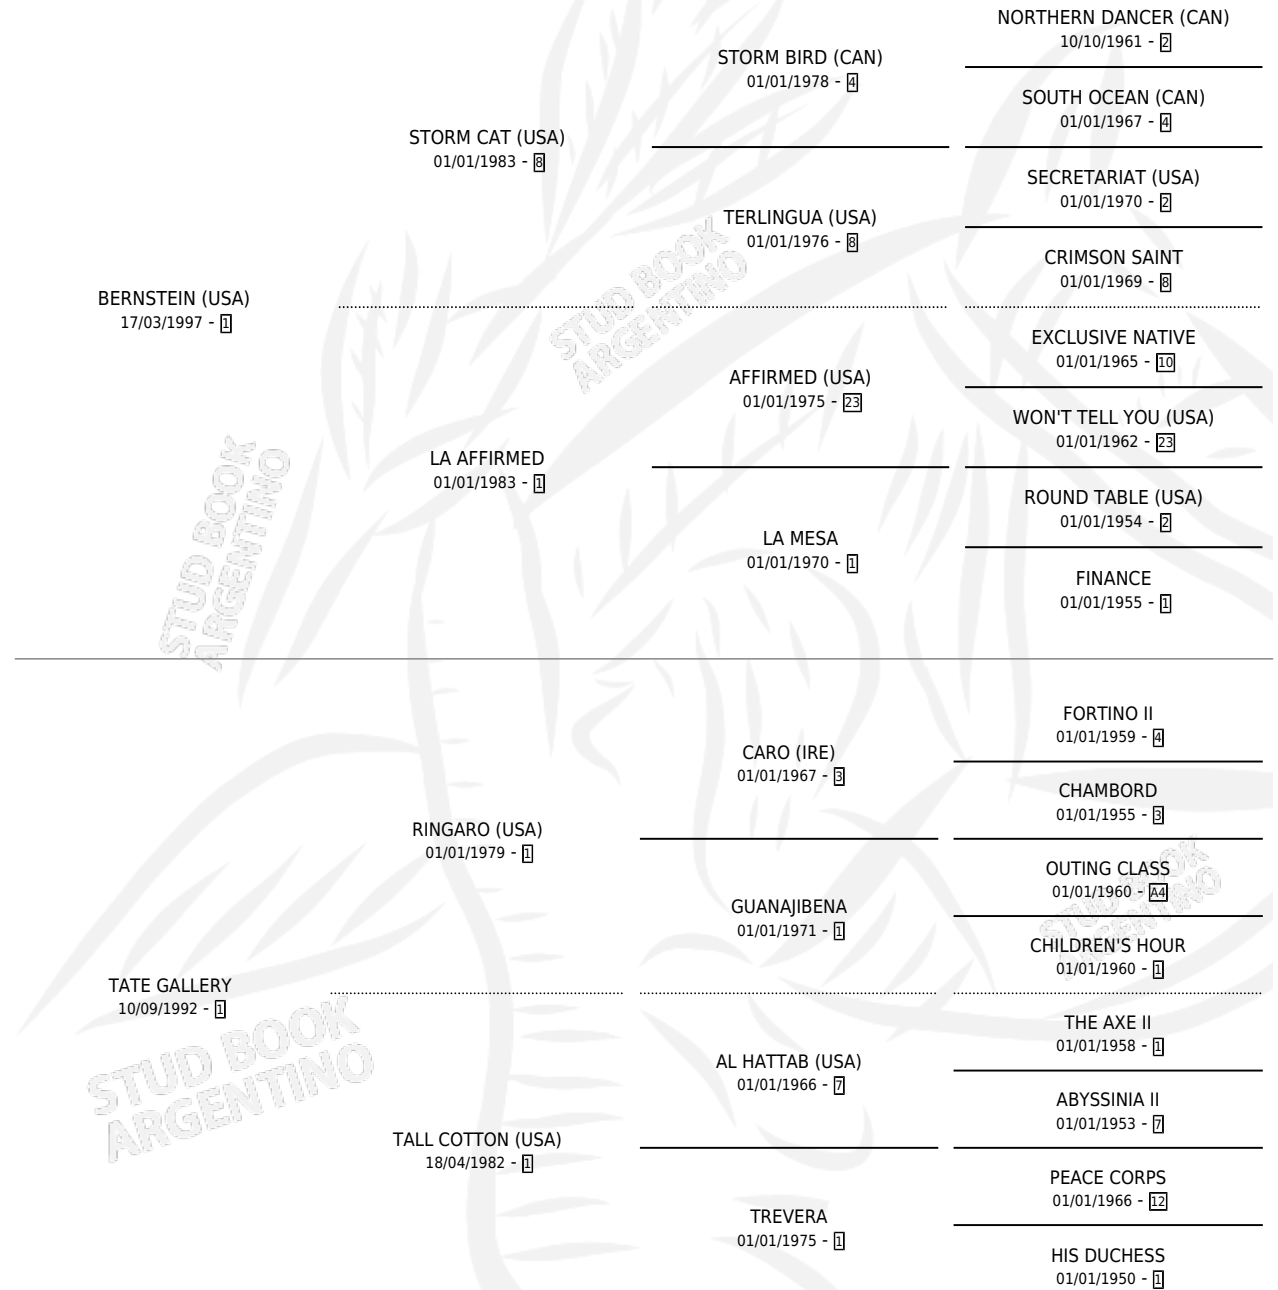 NORTHERN DANCER (CAN)
10/10/1961 - 2
STORM BIRD (CAN)
01/01/1978 - 4
SOUTH OCEAN (CAN)
01/01/1967 - 4
STORM CAT (USA)
01/01/1983 - 8
SECRETARIAT (USA)
01/01/1970 - 2
TERLINGUA (USA)
01/01/1976 - 8
CRIMSON SAINT
01/01/1969 - 8
BERNSTEIN (USA)
17/03/1997 - 1
EXCLUSIVE NATIVE
01/01/1965 - 10
AFFIRMED (USA)
01/01/1975 - 23
WON'T TELL YOU (USA)
01/01/1962 - 23
LA AFFIRMED
01/01/1983 - 1
ROUND TABLE (USA)
01/01/1954 - 2
LA MESA
01/01/1970 - 1
FINANCE
01/01/1955 - 1
FORTINO II
01/01/1959 - 4
CARO (IRE)
01/01/1967 - 3
CHAMBORD
01/01/1955 - 3
RINGARO (USA)
01/01/1979 - 1
OUTING CLASS
01/01/1960 - A4
GUANAJIBENA
01/01/1971 - 1
CHILDREN'S HOUR
01/01/1960 - 1
TATE GALLERY
10/09/1992 - 1
THE AXE II
01/01/1958 - 1
AL HATTAB (USA)
01/01/1966 - 7
ABYSSINIA II
01/01/1953 - 7
TALL COTTON (USA)
18/04/1982 - 1
PEACE CORPS
01/01/1966 - 12
TREVERA
01/01/1975 - 1
HIS DUCHESS
01/01/1950 - 1
STUD BOOK
ARGENTINO
STUD BOOK
ARGENTINO
STUD BOOK
ARGENTINO
STUD BOOK
ARGENTINO